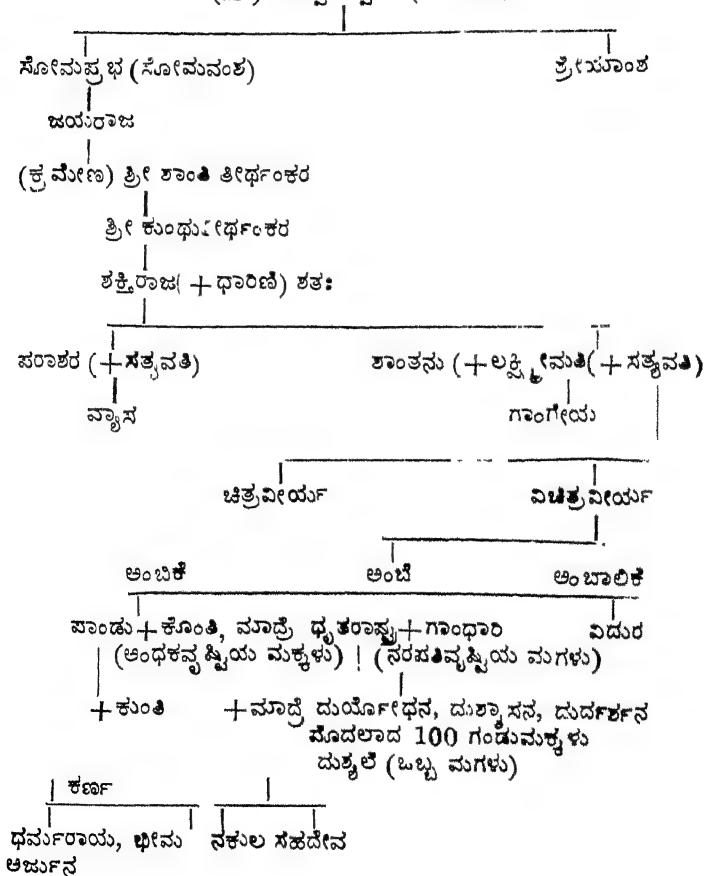 ಸೋಮಪ್ರಭ (ಸೋಮವಂಶ) ಶ್ರೇಯಾಂಶ
ಜಯರಾಜ
(ಕ್ರಮೇಣ) ಶ್ರೀ ಶಾಂತಿ ತೀರ್ಥಂಕರ
ಶ್ರೀ ಕುಂಥುತೀರ್ಥಂಕರ
ಶಕ್ತಿರಾಜ( + ಧಾರಿಣಿ) ಶತಃ
ಪರಾಶರ (+ಸತ್ಯವತಿ) ಶಾಂತನು (+ಲಕ್ಷ್ಮೀಮತಿ(+ಸತ್ಯವತಿ)
ವ್ಯಾಸ ಗಾಂಗೇಯ
ಚಿತ್ರವೀರ್ಯ ವಿಚಿತ್ರವೀರ್ಯ
ಅಂಬಿಕೆ ಅಂಬೆ ಅಂಬಾಲಿಕೆ
ಪಾಂಡು+ಕೊಂತಿ, ಮಾದ್ರೆ ಧೃತರಾಷ್ಟ್ರ+ಗಾಂಧಾರಿ ವಿದುರ
(ಅಂಧಕವೃಷ್ಟಿಯ ಮಕ್ಕಳು) (ನರಪತಿವೃಷ್ಟಿಯ ಮಗಳು)
+ಕುಂತಿ +ಮಾದ್ರೆ ದುರ್ಯೋಧನ, ದುಶ್ಶಾಸನ, ದುರ್ದರ್ಶನ
ಮೊದಲಾದ 100 ಗಂಡುಮಕ್ಕಳು
ದುಶ್ಯಲೆ (ಒಬ್ಬ ಮಗಳು)
ಕರ್ಣ
ಧರ್ಮರಾಯ, ಭೀಮ ನಕುಲ ಸಹದೇವ
ಅರ್ಜುನ